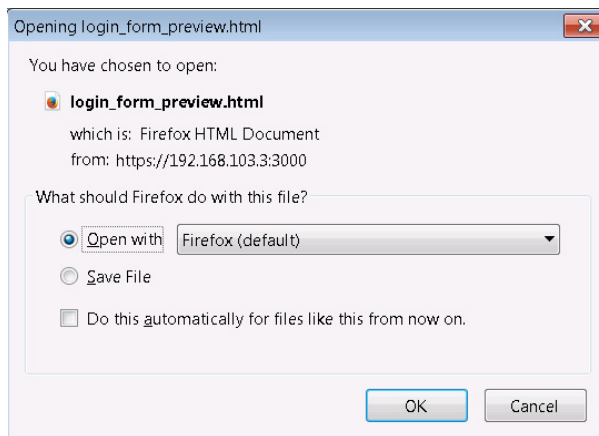 Opening login_form_preview.html
You have chosen to open:
login_form_preview.html
which is: Firefox HTML Document
from: https://192.168.103.3:3000
What should Firefox do with this file?
Open with Firefox (default)
Save File
Do this automatically for files like this from now on.
OK Cancel